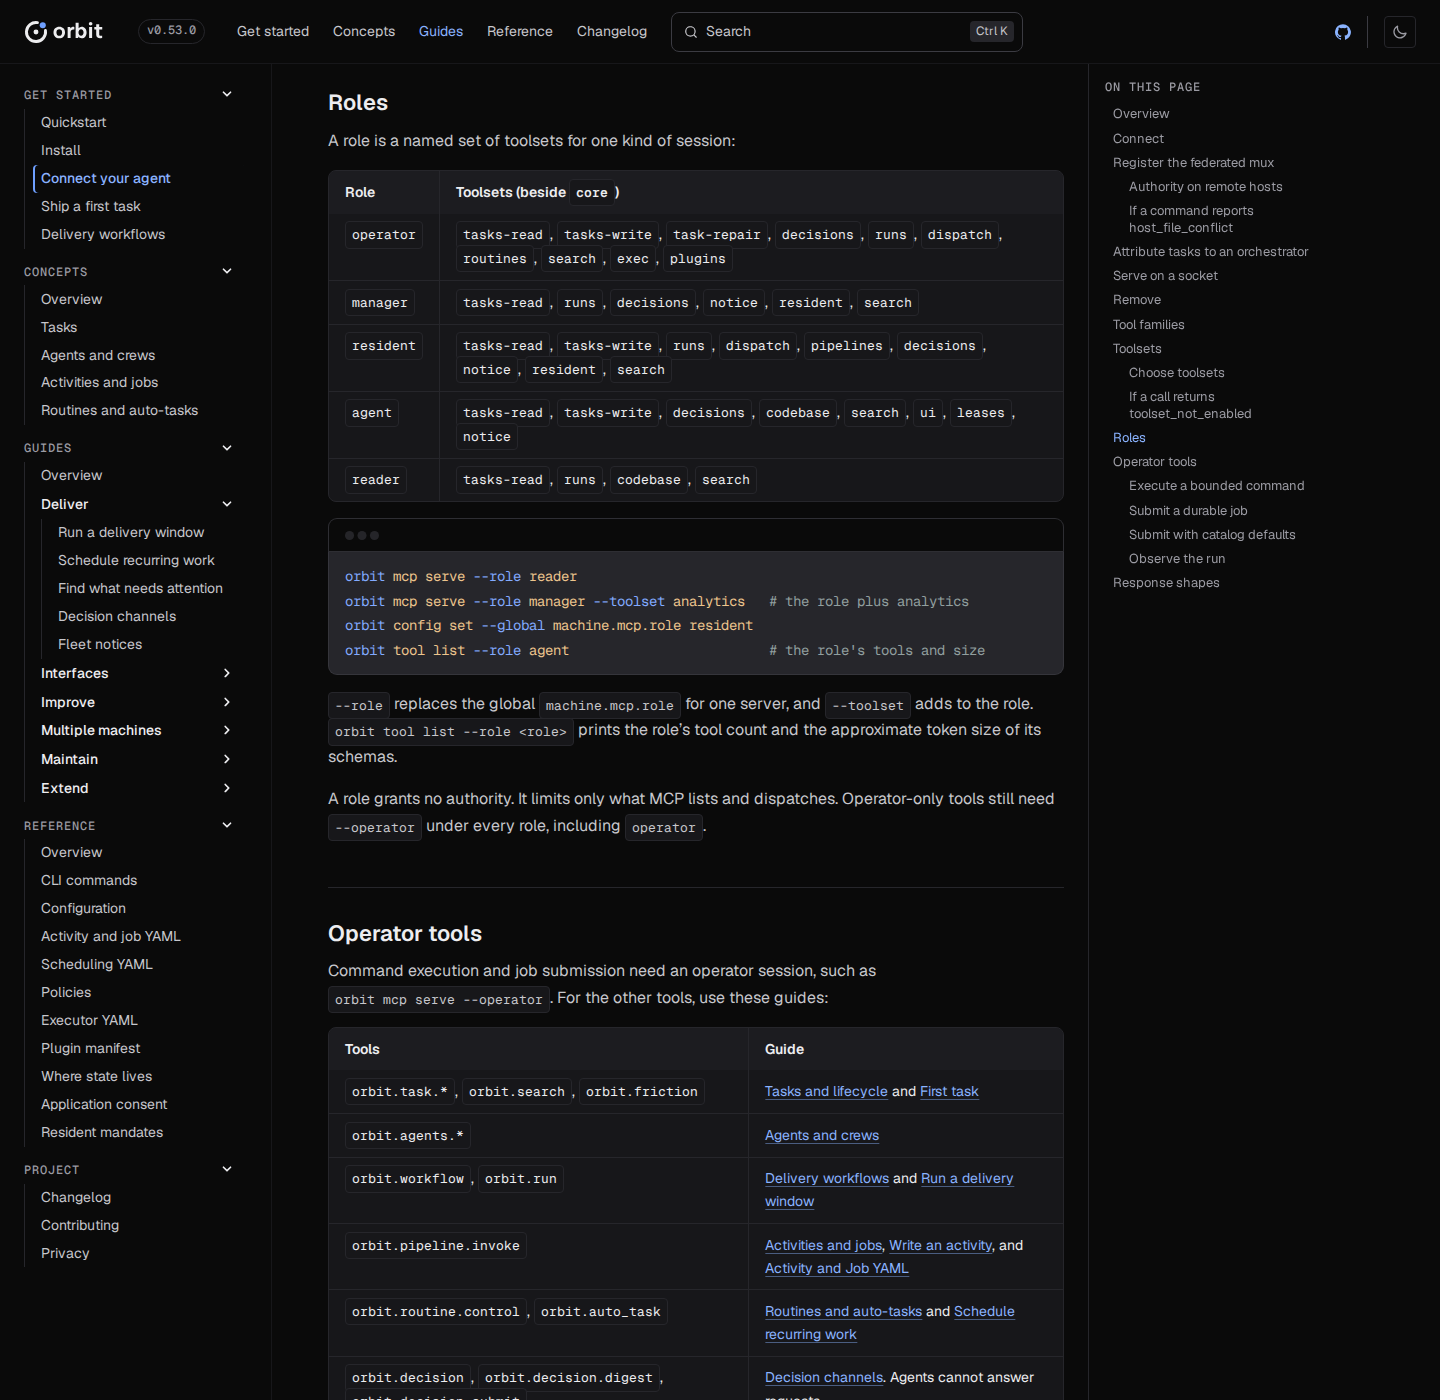 orbit
v0.53.0
Get started
Concepts
Guides
Reference
Changelog
Search
Ctrl K
GET STARTED
Quickstart
Install
Connect your agent
Ship a first task
Delivery workflows
CONCEPTS
Overview
Tasks
Agents and crews
Activities and jobs
Routines and auto-tasks
GUIDES
Overview
Deliver
Run a delivery window
Schedule recurring work
Find what needs attention
Decision channels
Fleet notices
Interfaces
Improve
Multiple machines
Maintain
Extend
REFERENCE
Overview
CLI commands
Configuration
Activity and job YAML
Scheduling YAML
Policies
Executor YAML
Plugin manifest
Where state lives
Application consent
Resident mandates
PROJECT
Changelog
Contributing
Privacy
Roles
A role is a named set of toolsets for one kind of session:
Role
Toolsets (beside core )
operator
tasks-read, tasks-write, task-repair, decisions, runs, dispatch,
routines, search, exec, plugins
manager
tasks-read, runs, decisions, notice, resident, search
resident
tasks-read, tasks-write, runs, dispatch, pipelines, decisions,
notice, resident, search
agent
tasks-read, tasks-write, decisions, codebase, search, ui, leases,
notice
reader
tasks-read, runs, codebase, search
orbit mcp serve --role reader
orbit mcp serve --role manager --toolset analytics   # the role plus analytics
orbit config set --global machine.mcp.role resident
orbit tool list --role agent                         # the role's tools and size
--role replaces the global machine.mcp.role for one server, and --toolset adds to the role.
orbit tool list --role <role> prints the role’s tool count and the approximate token size of its
schemas.
A role grants no authority. It limits only what MCP lists and dispatches. Operator-only tools still need
--operator under every role, including operator.
Operator tools
Command execution and job submission need an operator session, such as
orbit mcp serve --operator. For the other tools, use these guides:
Tools
Guide
orbit.task.*, orbit.search, orbit.friction
Tasks and lifecycle and First task
orbit.agents.*
Agents and crews
orbit.workflow, orbit.run
Delivery workflows and Run a delivery
window
orbit.pipeline.invoke
Activities and jobs, Write an activity, and
Activity and Job YAML
orbit.routine.control, orbit.auto_task
Routines and auto-tasks and Schedule
recurring work
orbit.decision, orbit.decision.digest,
orbit.decision.submit
Decision channels. Agents cannot answer
requests.
ON THIS PAGE
Overview
Connect
Register the federated mux
Authority on remote hosts
If a command reports
host_file_conflict
Attribute tasks to an orchestrator
Serve on a socket
Remove
Tool families
Toolsets
Choose toolsets
If a call returns
toolset_not_enabled
Roles
Operator tools
Execute a bounded command
Submit a durable job
Submit with catalog defaults
Observe the run
Response shapes